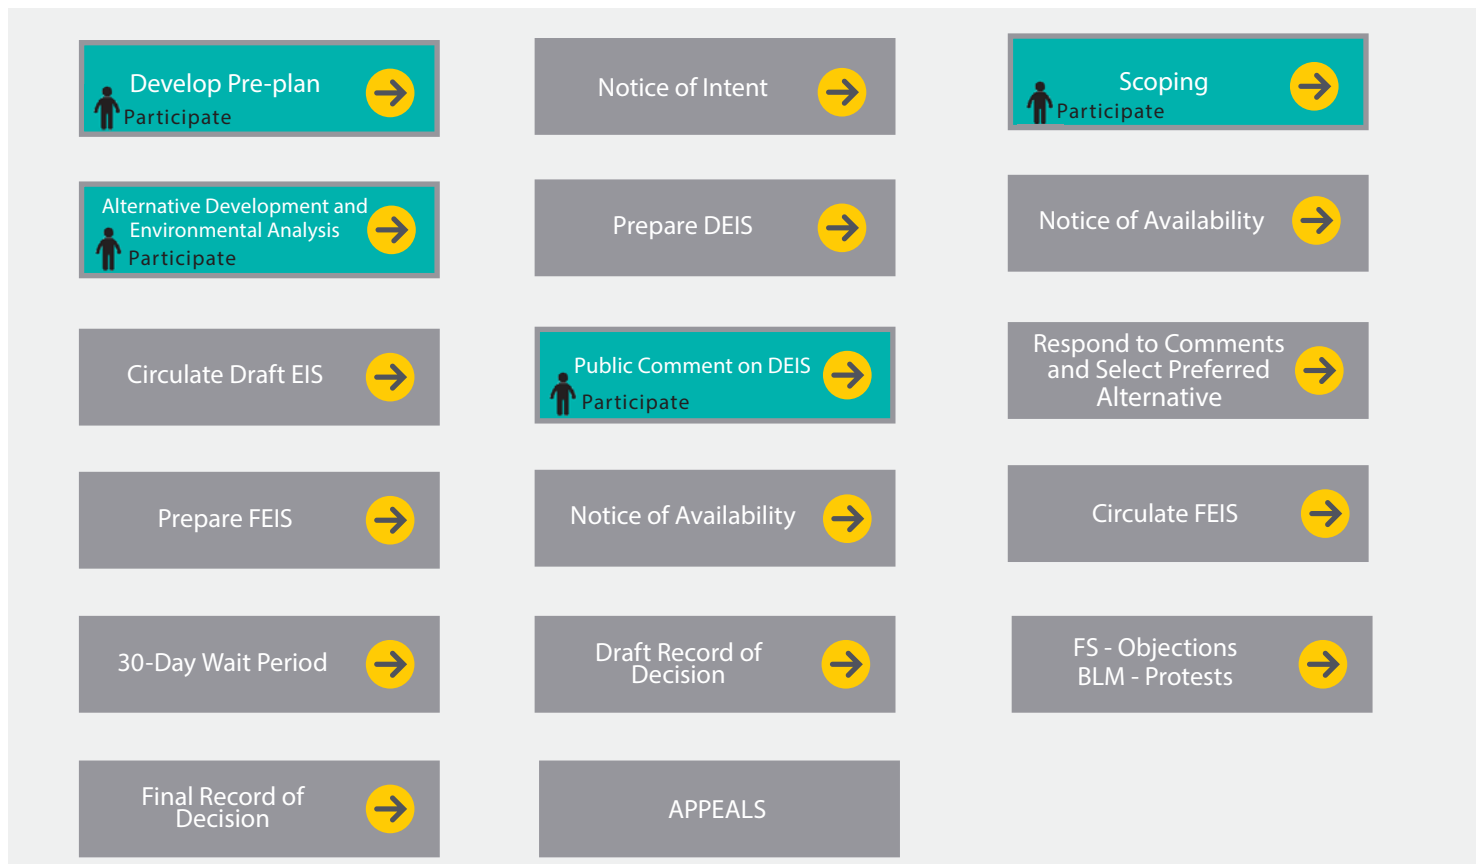 Develop Pre-plan
Participate
Notice of Intent
Scoping
Participate
Alternative Development and
Environmental Analysis
Participate
Prepare DEIS
Notice of Availability
Circulate Draft EIS
Public Comment on DEIS
Participate
Respond to Comments
and Select Preferred
Alternative
Prepare FEIS
Notice of Availability
Circulate FEIS
30-Day Wait Period
Draft Record of
Decision
FS - Objections
BLM - Protests
Final Record of
Decision
APPEALS